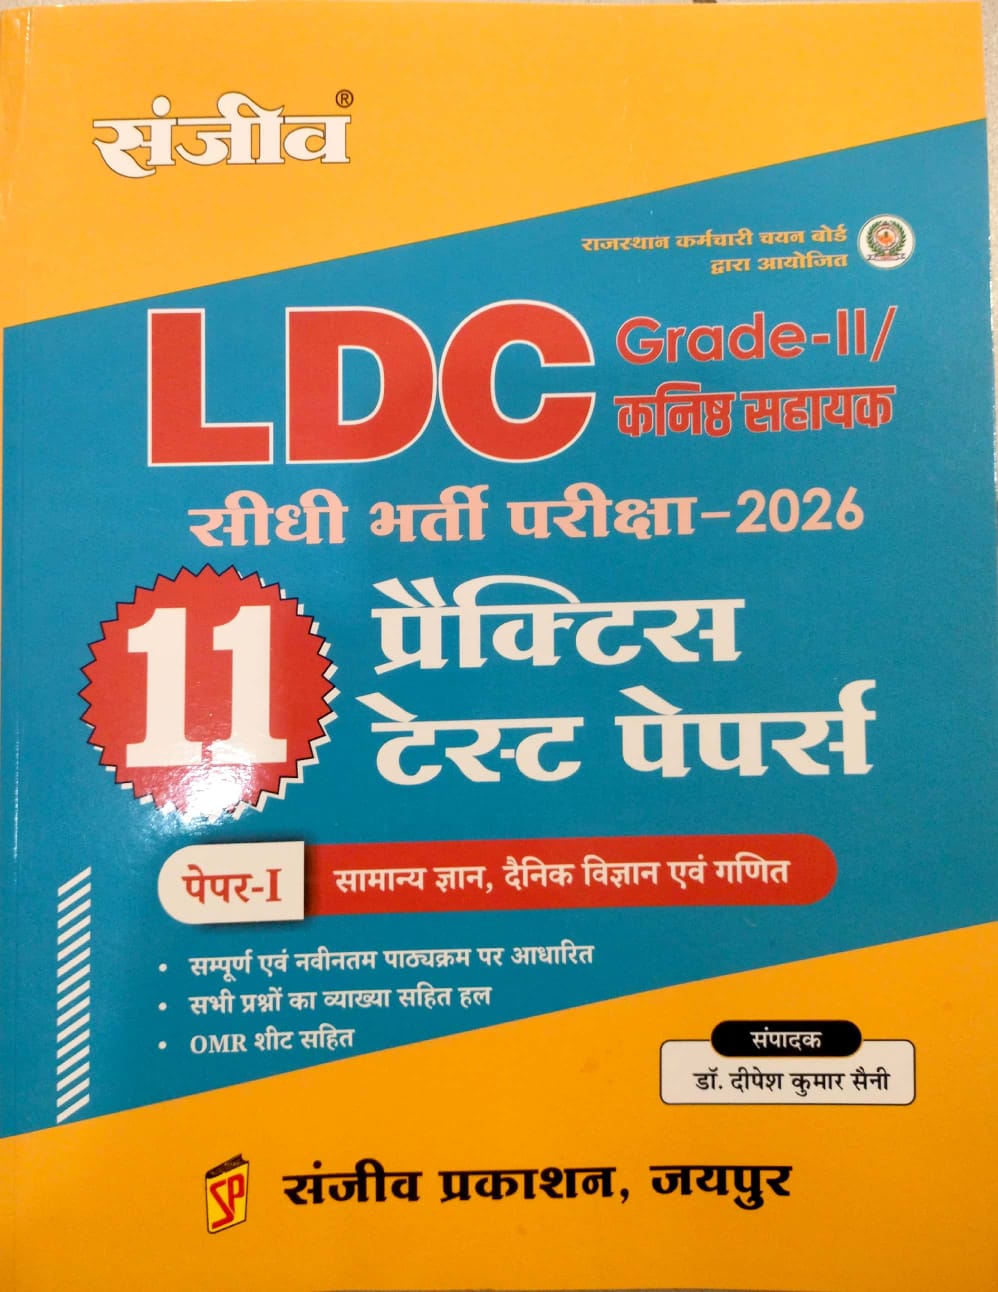 संजीव®
राजस्थान कर्मचारी चयन बोर्ड
द्वारा आयोजित
LDC Grade-II/
कनिष्ठ सहायक
सीधी भर्ती परीक्षा-2026
11 प्रैक्टिस
टेस्ट पेपर्स
पेपर-I सामान्य ज्ञान, दैनिक विज्ञान एवं गणित
• सम्पूर्ण एवं नवीनतम पाठ्यक्रम पर आधारित
• सभी प्रश्नों का व्याख्या सहित हल
• OMR शीट सहित
संपादक
डॉ. दीपेश कुमार सैनी
SP संजीव प्रकाशन, जयपुर